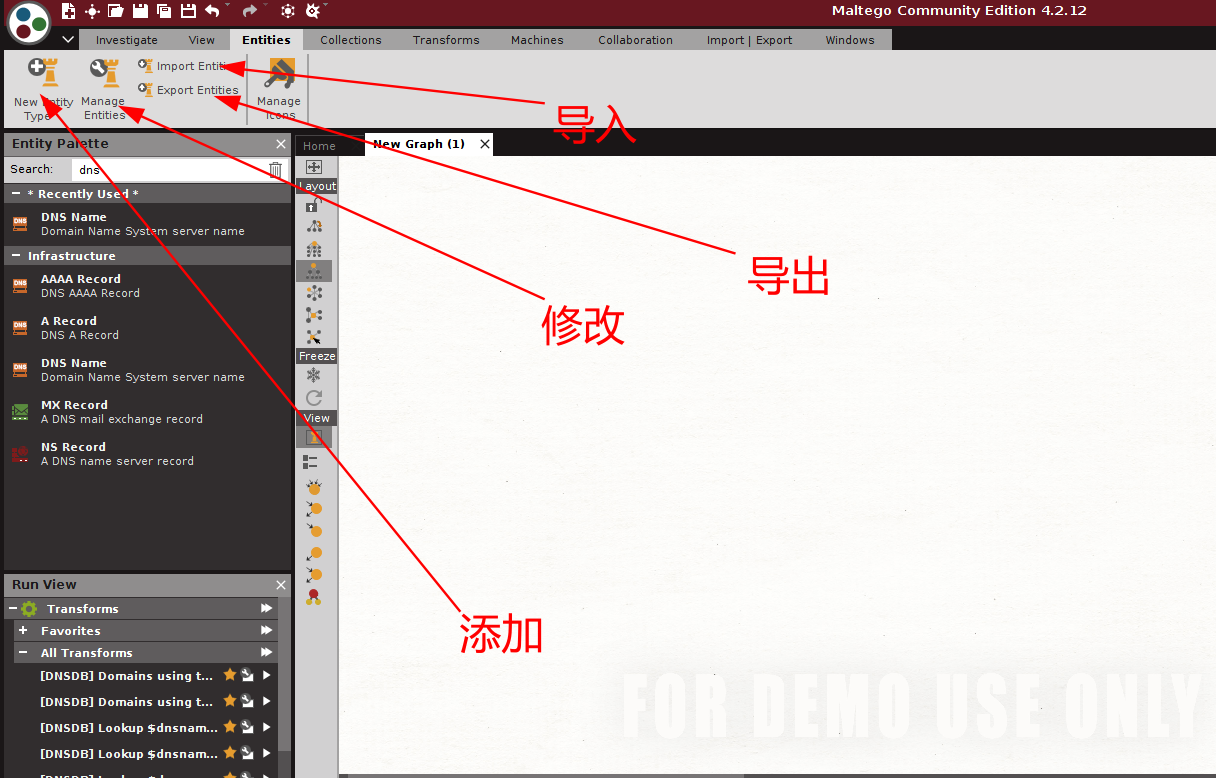 Maltego Community Edition 4.2.12
Investigate View Entities Collections Transforms Machines Collaboration Import | Export Windows
Import Entities
Export Entities
New Entity
Type
Manage
Entities
Manage
Icons
导入
Entity Palette
Home
New Graph (1)
Search:
dns
Layout
* Recently Used *
DNS Name
Domain Name System server name
Infrastructure
AAAA Record
DNS AAAA Record
A Record
DNS A Record
DNS Name
Domain Name System server name
MX Record
A DNS mail exchange record
NS Record
A DNS name server record
导出
修改
Freeze
View
添加
Run View
Transforms
Favorites
All Transforms
[DNSDB] Domains using t...
[DNSDB] Domains using t...
[DNSDB] Lookup $dnsnam...
[DNSDB] Lookup $dnsnam...
FOR DEMO USE ONLY